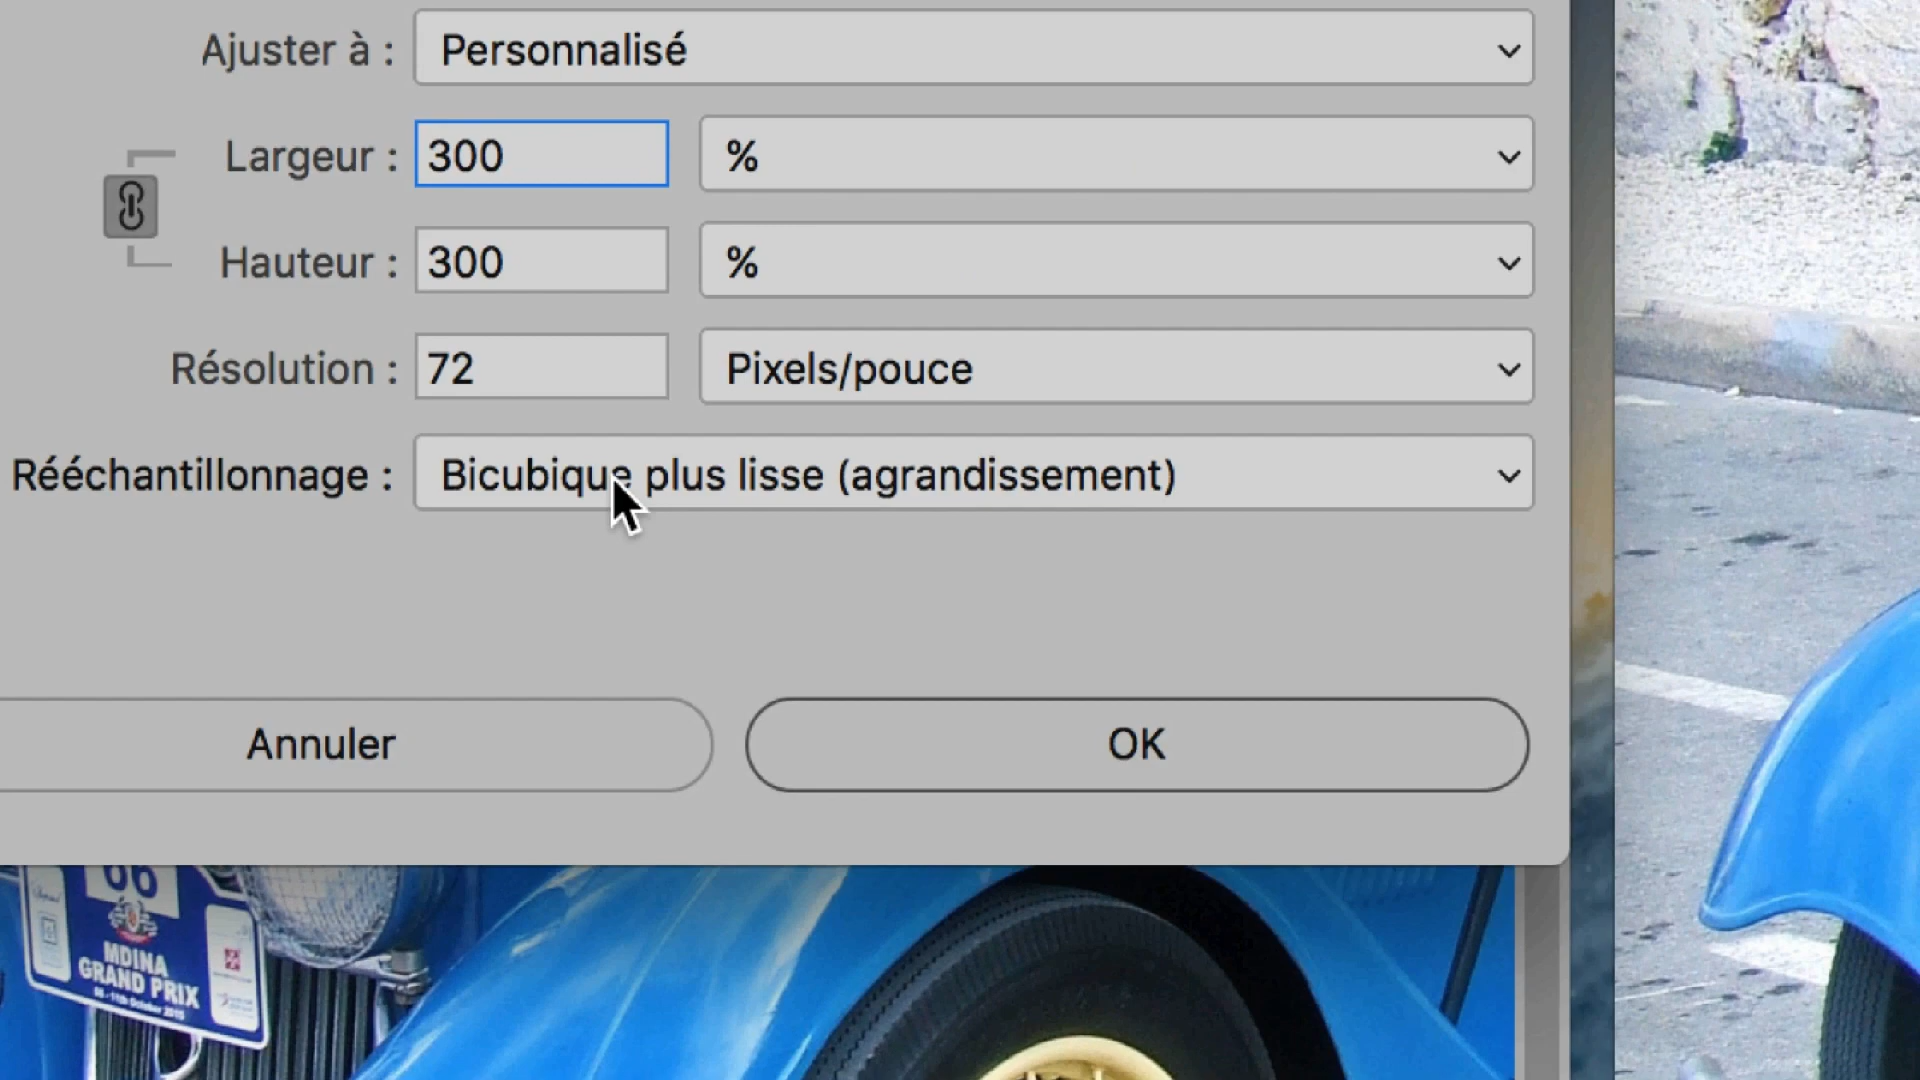 Ajuster à : Personnalisé
Largeur : 300 %
Hauteur : 300 %
Résolution : 72 Pixels/pouce
Rééchantillonnage : Bicubique plus lisse (agrandissement)
Annuler OK
66
MDINA
GRAND PRIX